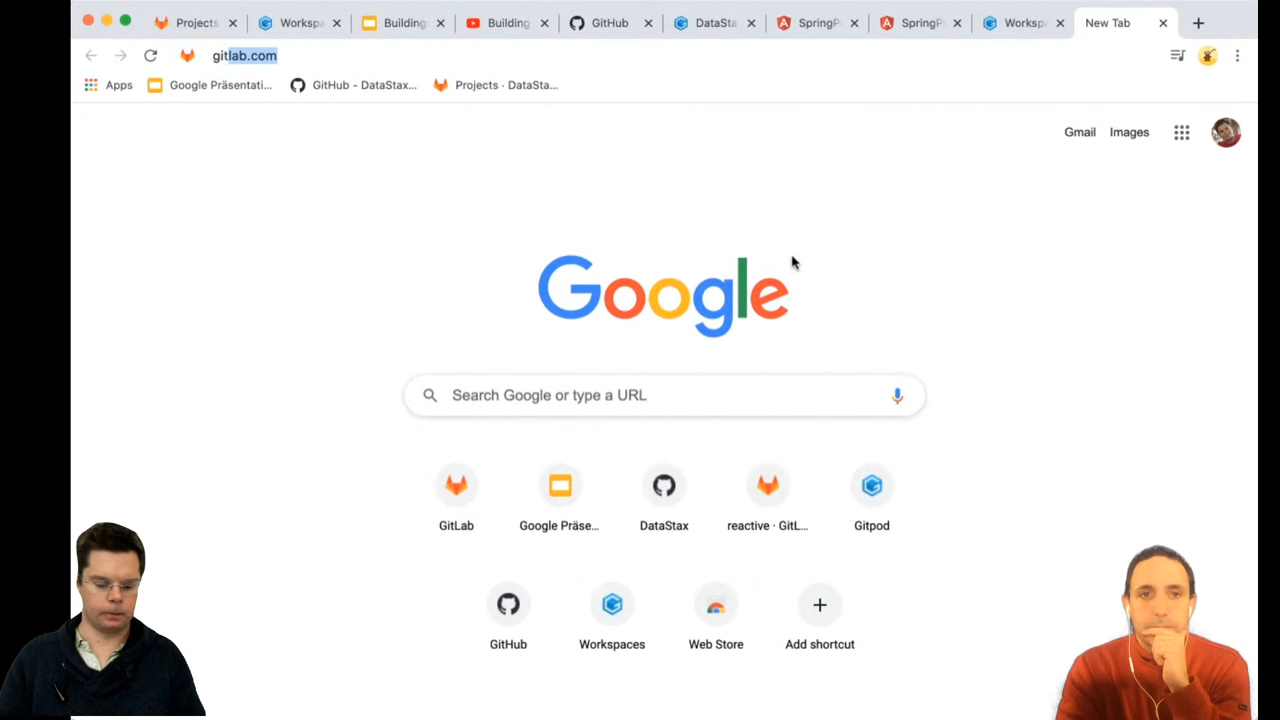 Projects Workspa Building Building GitHub DataSta SpringP SpringP Worksp New Tab
gitlab.com
Apps Google Präsentati... GitHub - DataStax... Projects · DataSta...
Gmail Images
Google
Search Google or type a URL
GitLab Google Präse... DataStax reactive · GitL... Gitpod
GitHub Workspaces Web Store Add shortcut